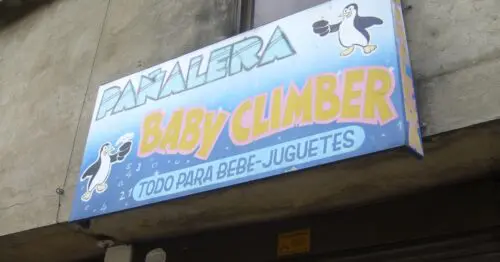 PAÑALERA
BABY CLIMBER
TODO PARA BEBE-JUGUETES